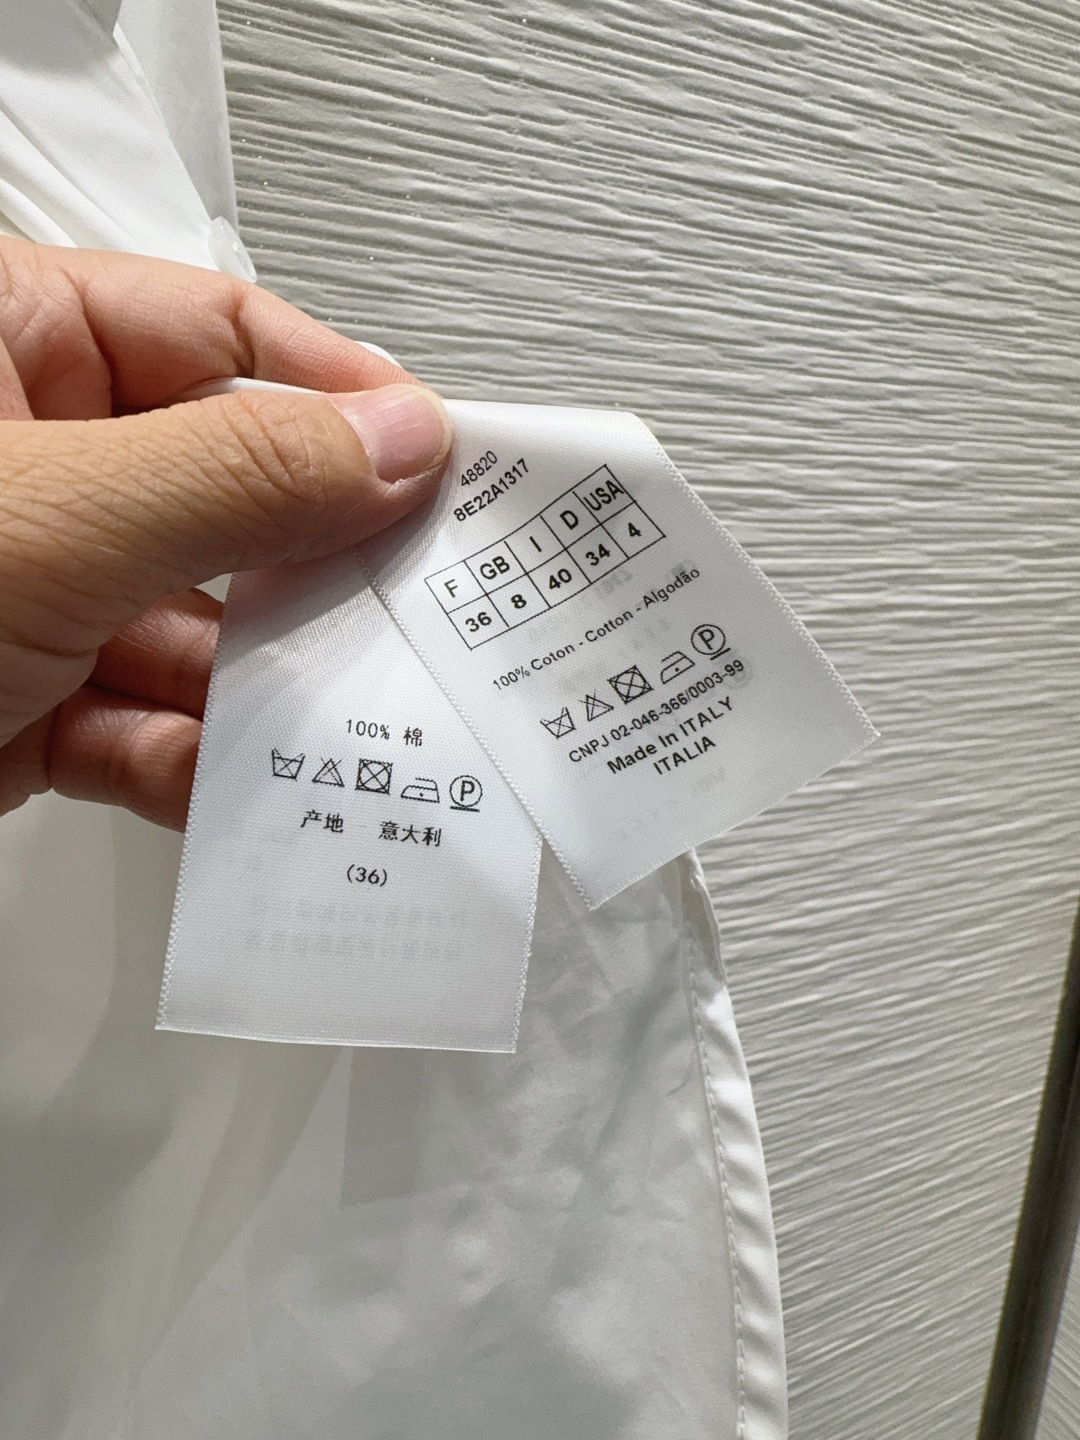 48820
8E22A1317
F GB I D USA
36 8 40 34 4
100% Coton - Cotton - Algodão
P
CNPJ 02-046-366/0003-99
Made In ITALY
ITALIA
100% 棉
P
产地 意大利
(36)